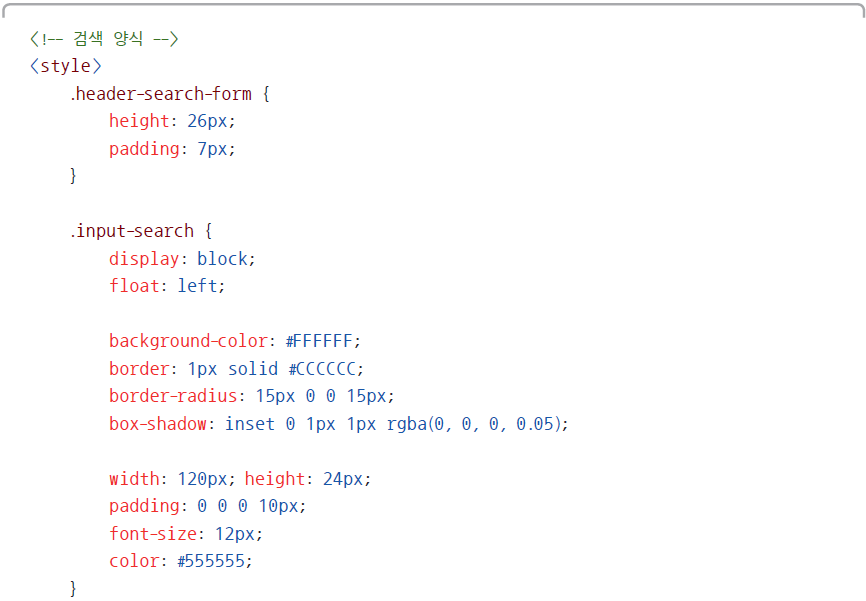 <!-- 검색 양식 -->
<style>
.header-search-form {
height: 26px;
padding: 7px;
}
.input-search {
display: block;
float: left;
background-color: #FFFFFF;
border: 1px solid #CCCCCC;
border-radius: 15px 0 0 15px;
box-shadow: inset 0 1px 1px rgba(0, 0, 0, 0.05);
width: 120px; height: 24px;
padding: 0 0 0 10px;
font-size: 12px;
color: #555555;
}